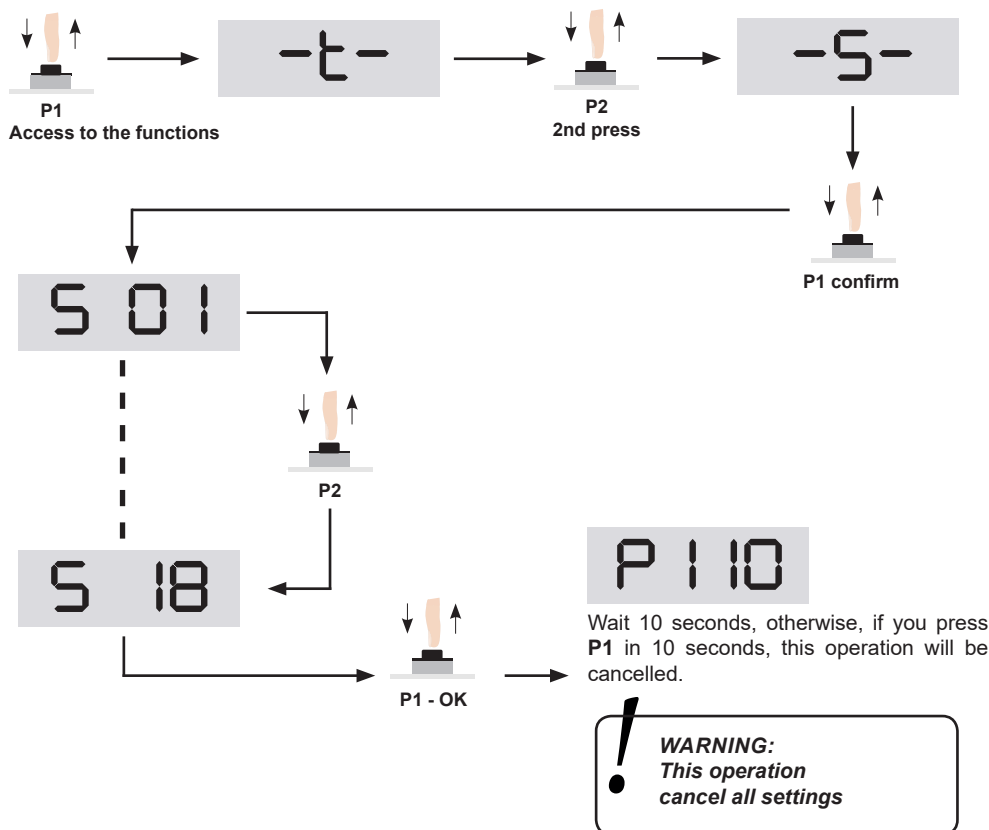 -t-
-S-
P1
Access to the functions
P2
2nd press
P1 confirm
S 01
P2
S 18
P1 - OK
P110
Wait 10 seconds, otherwise, if you press
P1 in 10 seconds, this operation will be
cancelled.
!
WARNING:
This operation
cancel all settings